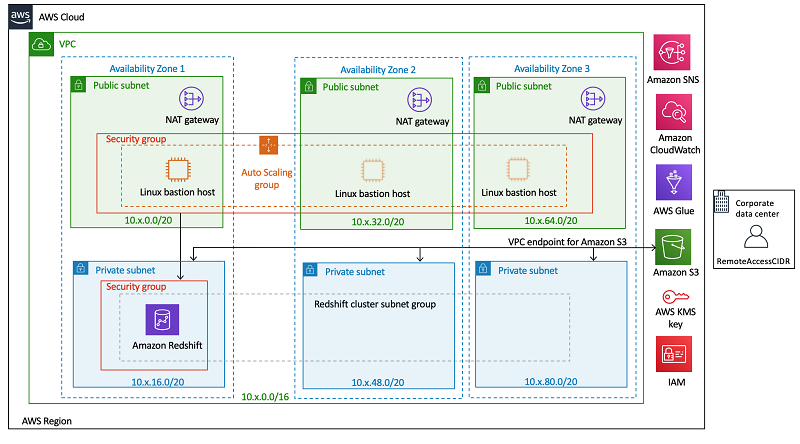 aws
AWS Cloud
VPC
Availability Zone 1
Availability Zone 2
Availability Zone 3
Public subnet
Public subnet
Public subnet
NAT gateway
NAT gateway
NAT gateway
Security group
Auto Scaling
group
Linux bastion host
Linux bastion host
Linux bastion host
10.x.0.0/20
10.x.32.0/20
10.x.64.0/20
VPC endpoint for Amazon S3
Private subnet
Private subnet
Private subnet
Security group
Redshift cluster subnet group
Amazon Redshift
10.x.16.0/20
10.x.48.0/20
10.x.80.0/20
10.x.0.0/16
AWS Region
Amazon SNS
Amazon
CloudWatch
AWS Glue
Amazon S3
AWS KMS
key
IAM
Corporate
data center
RemoteAccessCIDR